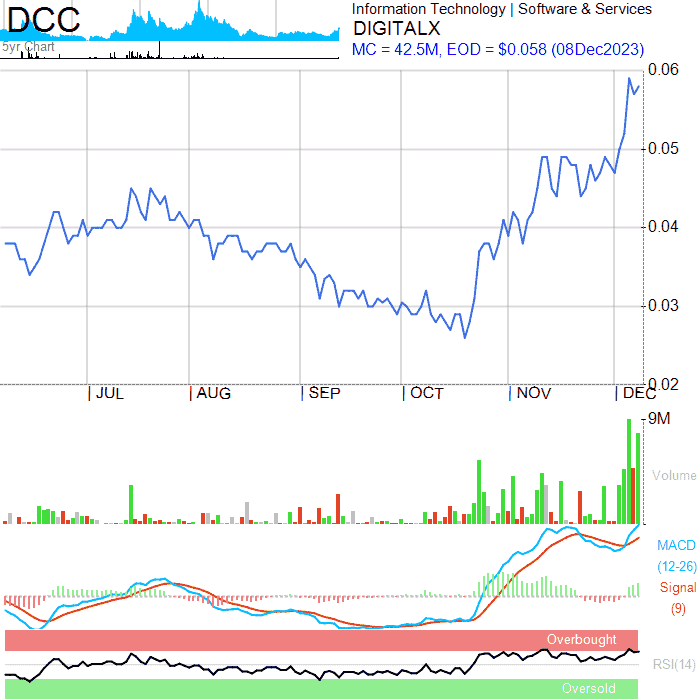 DCC
5yr Chart
Information Technology | Software & Services
DIGITALX
MC = 42.5M, EOD = $0.058 (08Dec2023)
0.06
0.05
0.04
0.03
0.02
JUL
AUG
SEP
OCT
NOV
DEC
9M
Volume
MACD
(12-26)
Signal
(9)
Overbought
RSI(14)
Oversold